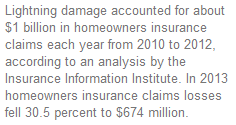 Lightning damage accounted for about
$1 billion in homeowners insurance
claims each year from 2010 to 2012,
according to an analysis by the
Insurance Information Institute. In 2013
homeowners insurance claims losses
fell 30.5 percent to $674 million.